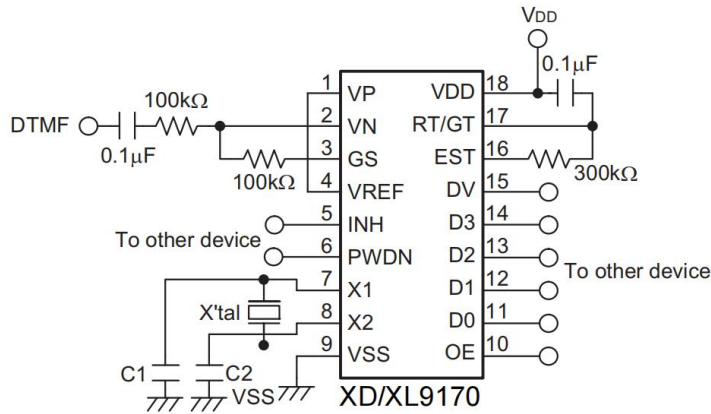 VDD
0.1μF
1 VP VDD 18
100kΩ
DTMF
0.1μF
2 VN RT/GT 17
3 GS EST 16
100kΩ
300kΩ
4 VREF DV 15
5 INH D3 14
To other device
6 PWDN D2 13
To other device
7 X1 D1 12
X'tal
8 X2 D0 11
9 VSS OE 10
C1
C2
VSS
XD/XL9170